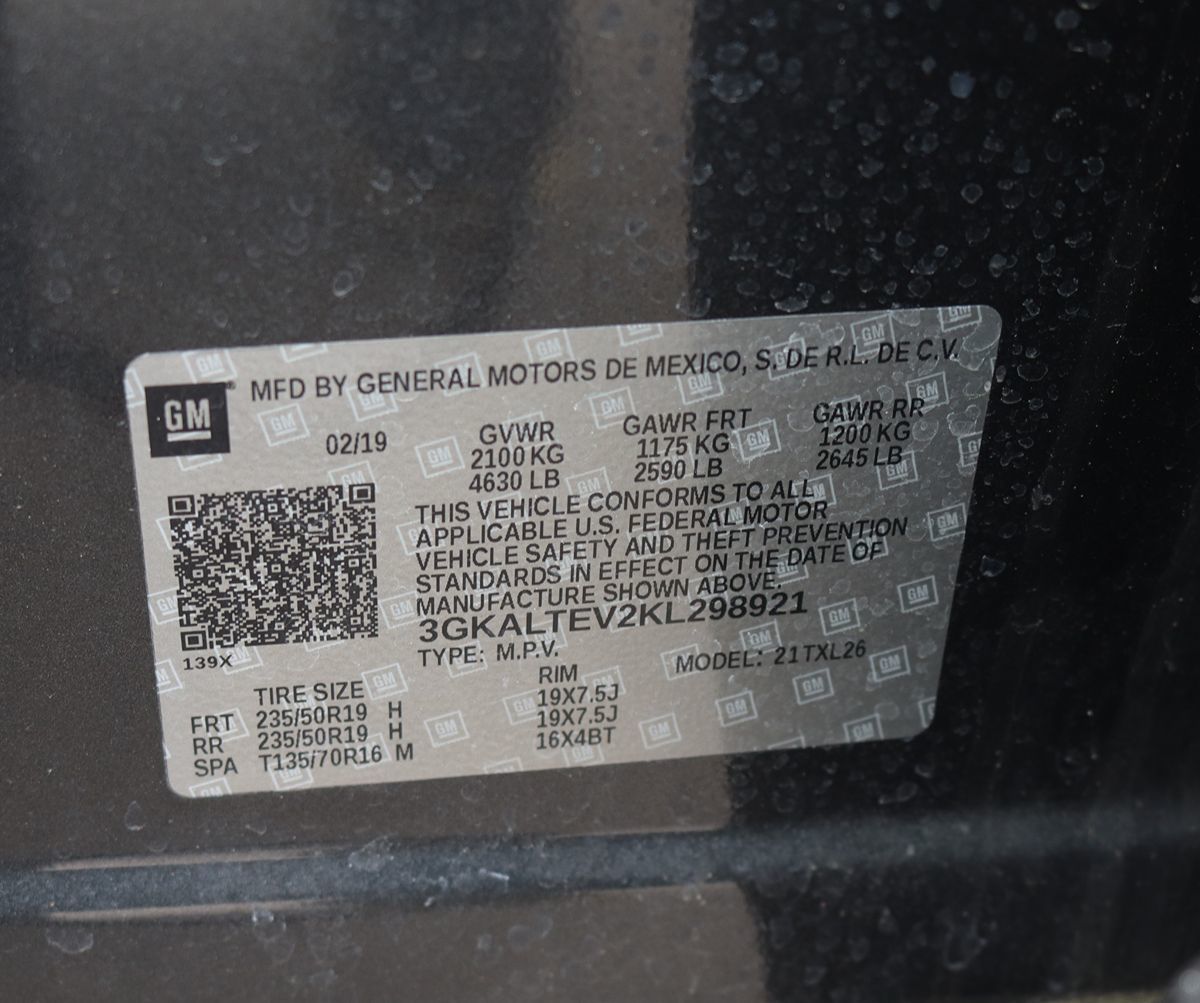 GM
MFD BY GENERAL MOTORS DE MEXICO, S. DE R.L. DE C.V.
02/19 GVWR GAWR FRT GAWR RR
2100 KG 1175 KG 1200 KG
4630 LB 2590 LB 2645 LB
THIS VEHICLE CONFORMS TO ALL
APPLICABLE U.S. FEDERAL MOTOR
VEHICLE SAFETY AND THEFT PREVENTION
STANDARDS IN EFFECT ON THE DATE OF
MANUFACTURE SHOWN ABOVE.
3GKALTEV2KL298921
139X
TYPE: M.P.V. MODEL: 21TXL26
TIRE SIZE RIM
FRT 235/50R19 H 19X7.5J
RR 235/50R19 H 19X7.5J
SPA T135/70R16 M 16X4BT